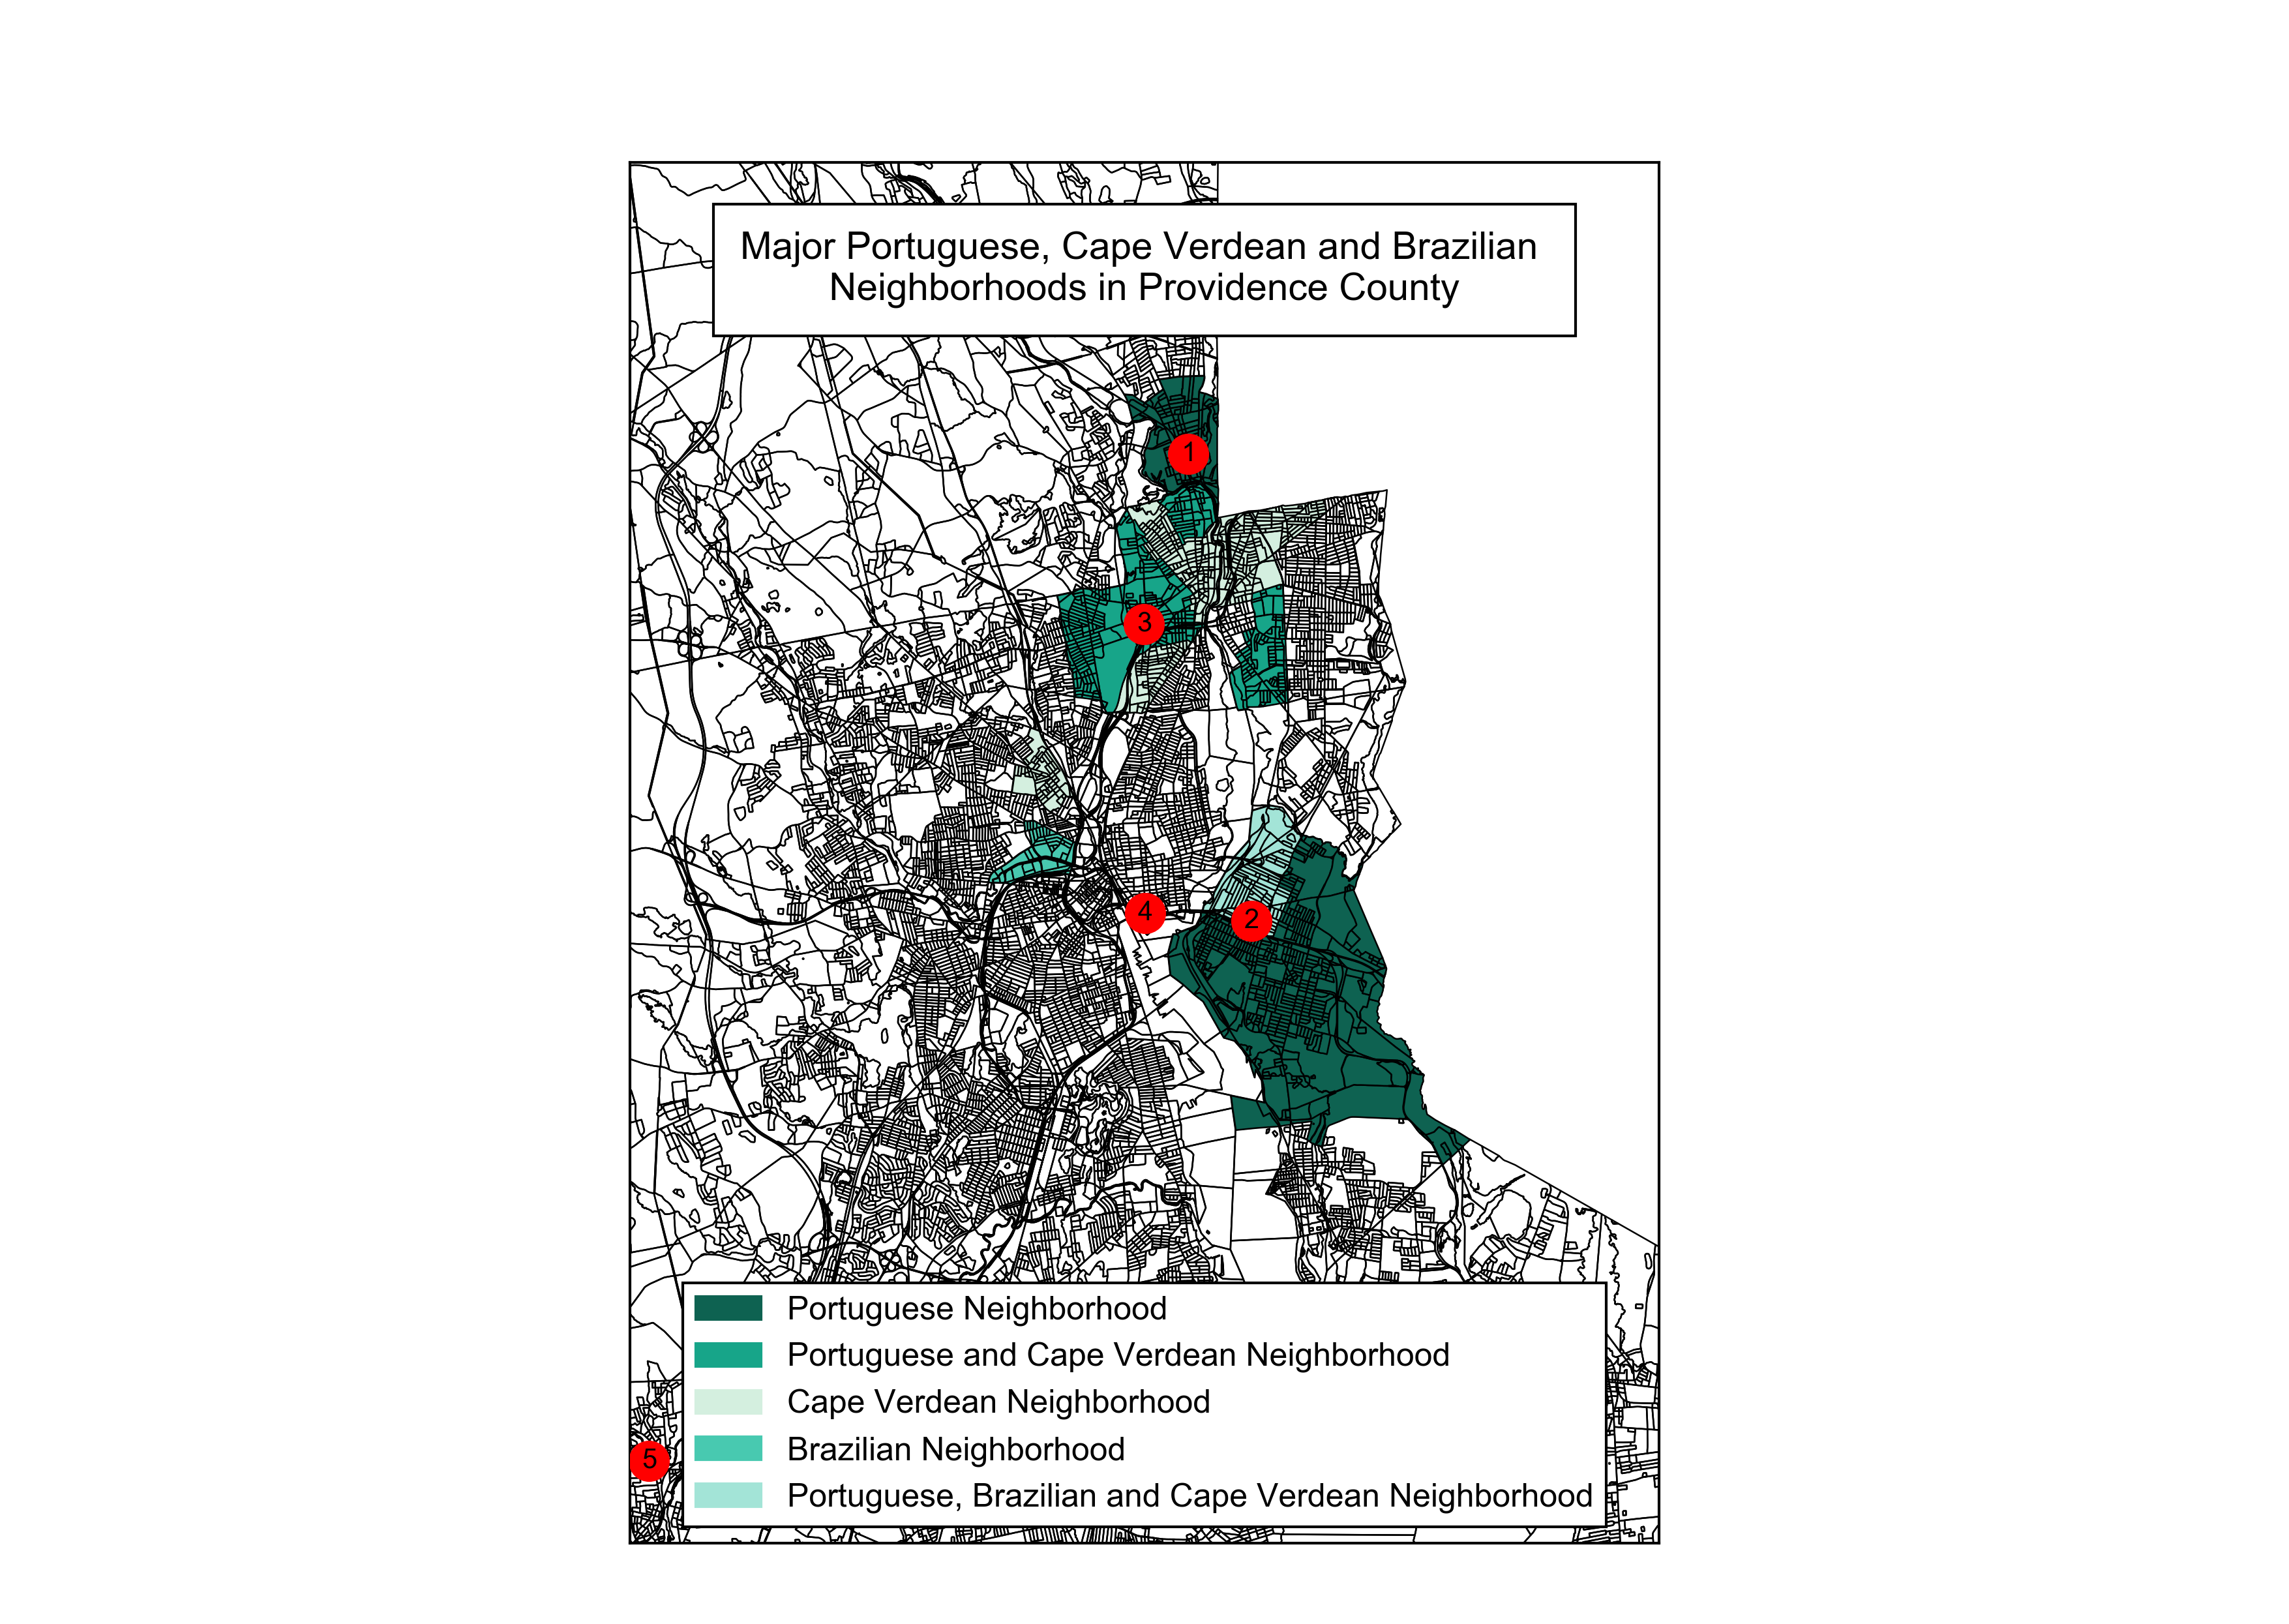 Major Portuguese, Cape Verdean and Brazilian
Neighborhoods in Providence County
1
3
4
2
Portuguese Neighborhood
Portuguese and Cape Verdean Neighborhood
Cape Verdean Neighborhood
Brazilian Neighborhood
5
Portuguese, Brazilian and Cape Verdean Neighborhood